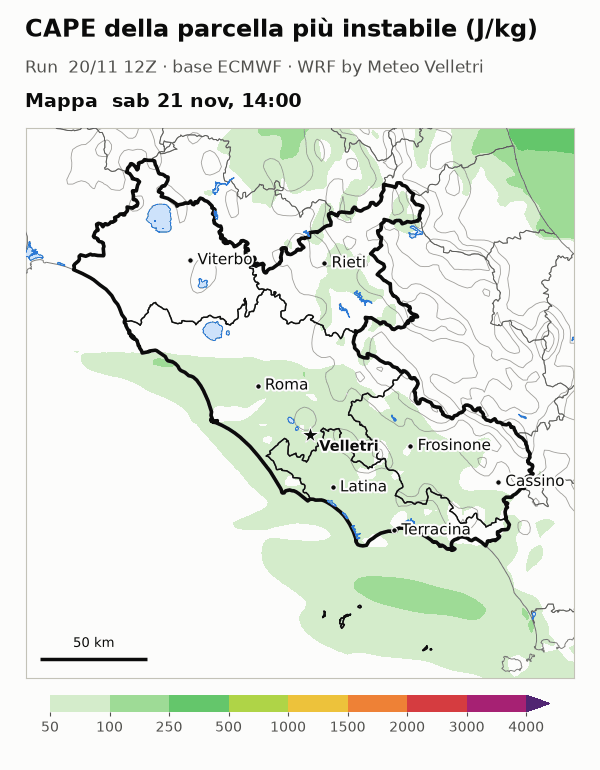 CAPE della parcella più instabile (J/kg)
Run  20/11 12Z · base ECMWF · WRF by Meteo Velletri
Mappa  sab 21 nov, 14:00
Viterbo
Rieti
Roma
Velletri
Frosinone
Cassino
Latina
Terracina
50 km
50 100 250 500 1000 1500 2000 3000 4000